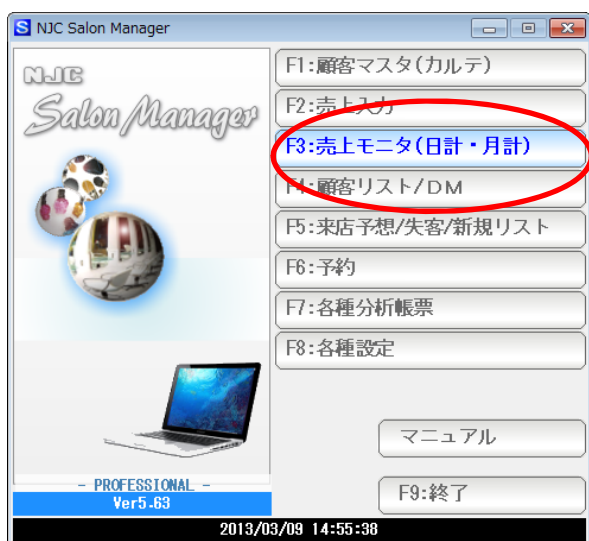 NJC Salon Manager
NJC
Salon Manager
F1:顧客マスタ(カルテ)
F2:売上入力
F3:売上モニタ(日計・月計)
F4:顧客リスト/DM
F5:来店予想/失客/新規リスト
F6:予約
F7:各種分析帳票
F8:各種設定
マニュアル
F9:終了
- PROFESSIONAL -
Ver5.63
2013/03/09 14:55:38